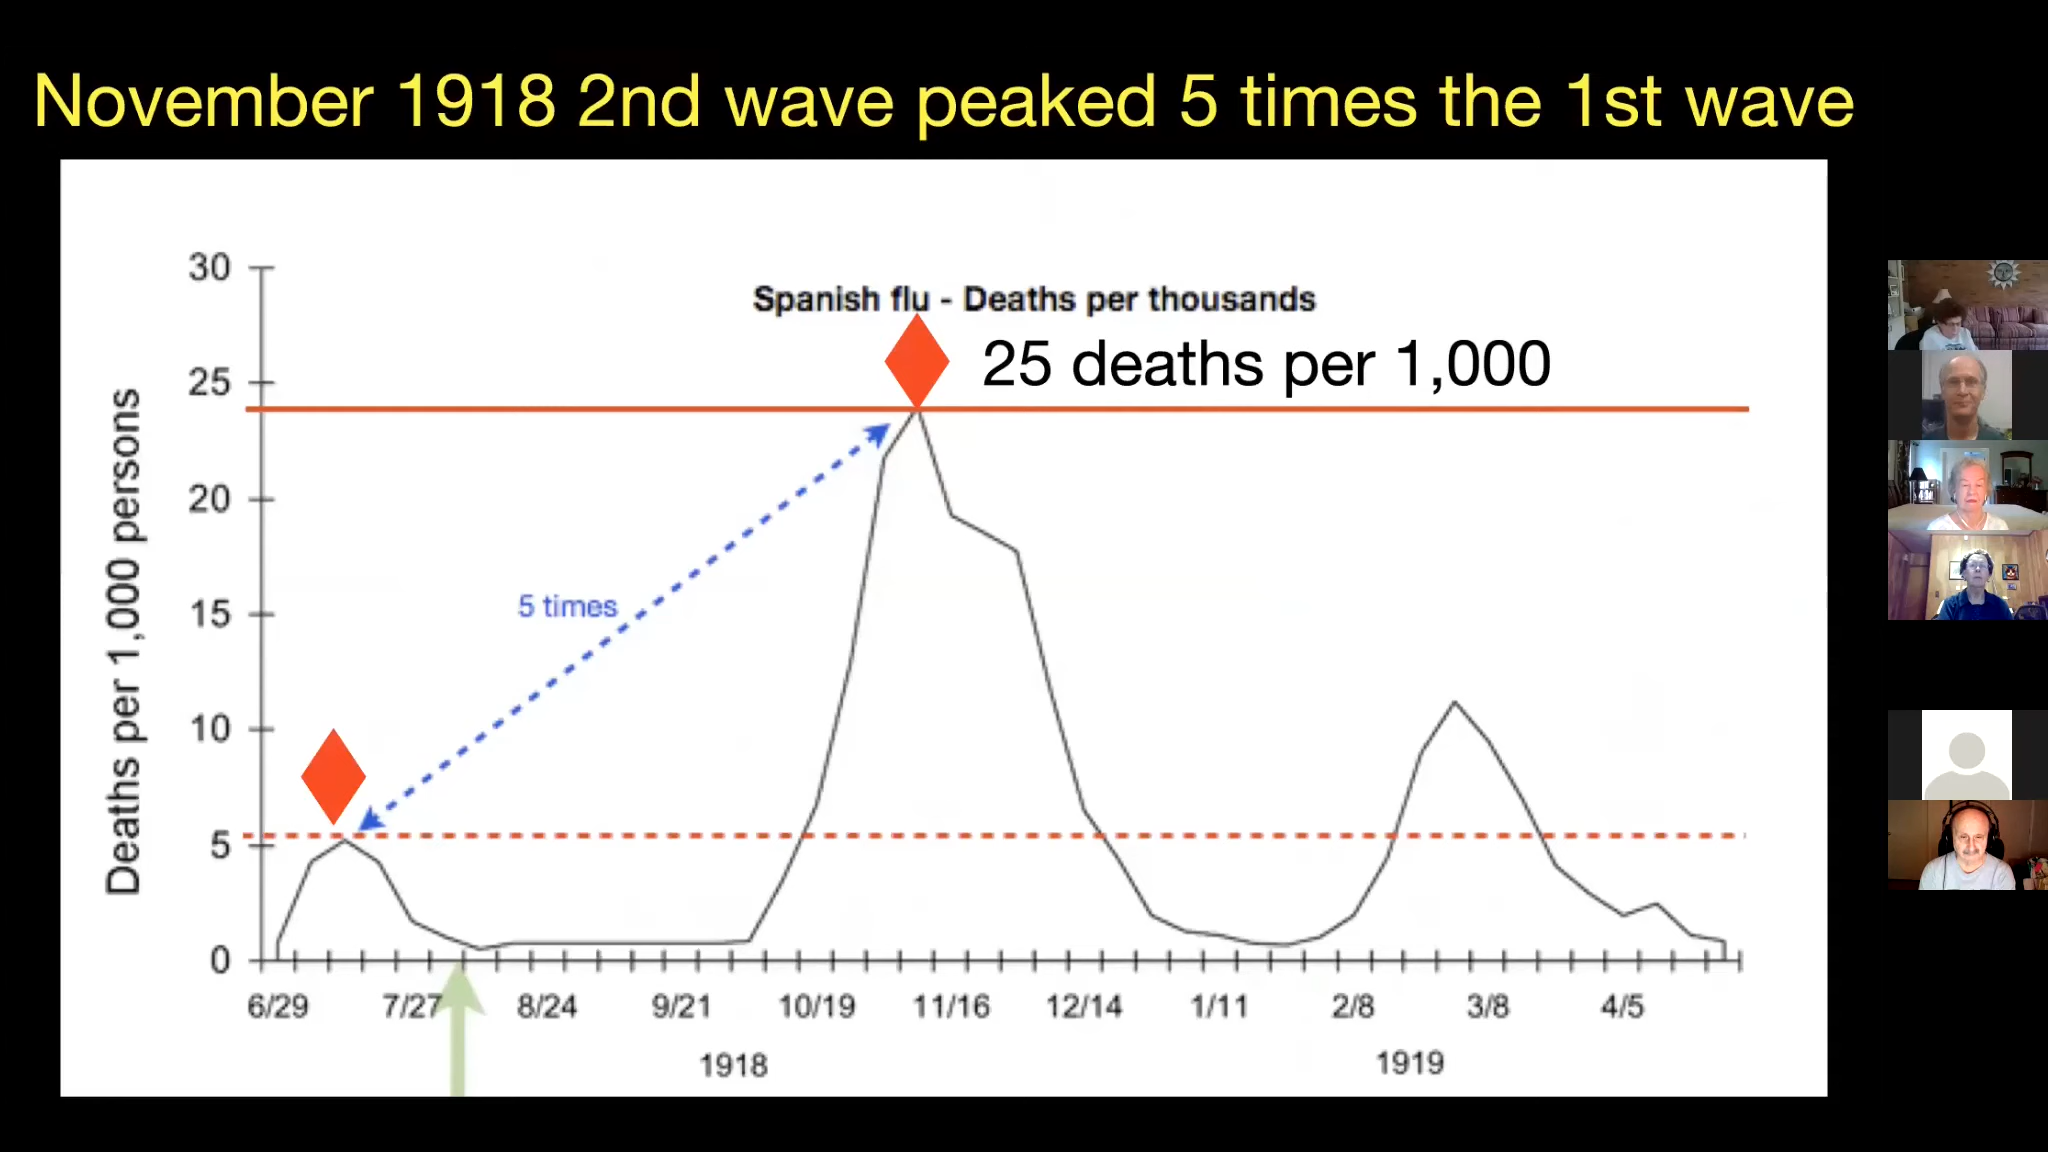 November 1918 2nd wave peaked 5 times the 1st wave
Spanish flu - Deaths per thousands
25 deaths per 1,000
Deaths per 1,000 persons
30
25
20
15
10
5
0
5 times
6/29 7/27 8/24 9/21 10/19 11/16 12/14 1/11 2/8 3/8 4/5
1918 1919